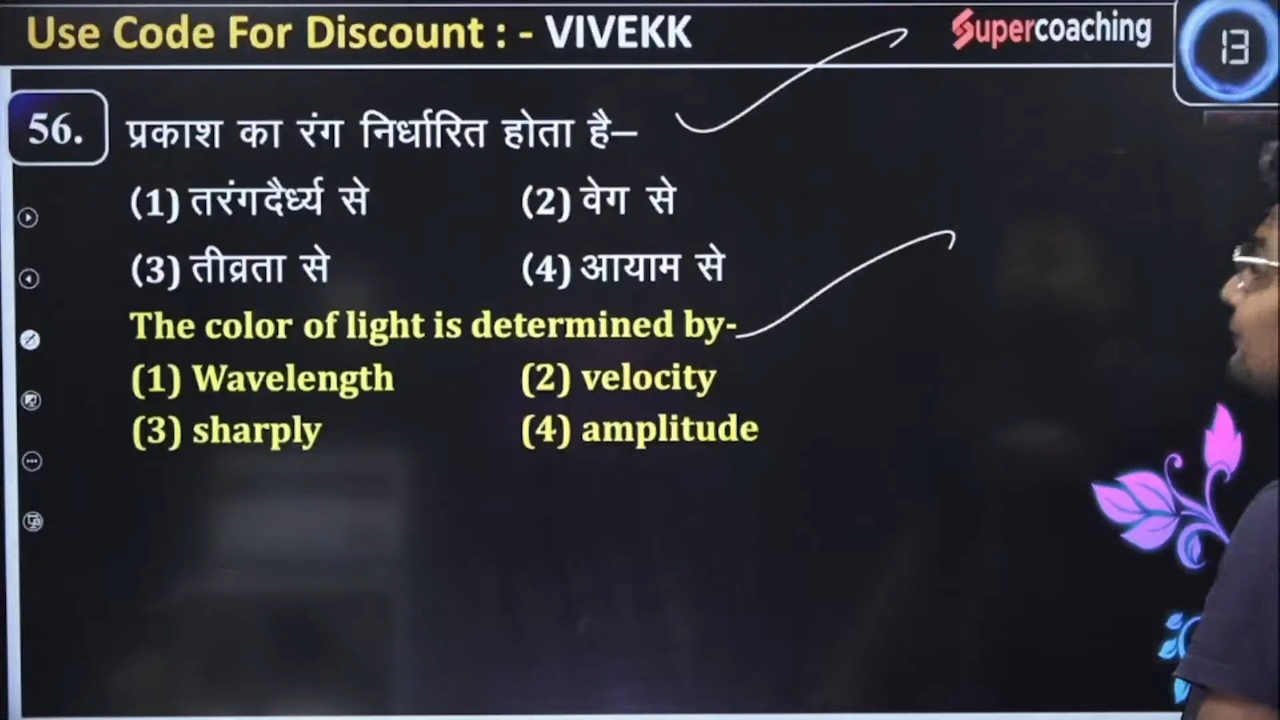 Use Code For Discount : - VIVEKK
Supercoaching
13
56. प्रकाश का रंग निर्धारित होता है–
(1) तरंगदैर्ध्य से (2) वेग से
(3) तीव्रता से (4) आयाम से
The color of light is determined by-
(1) Wavelength (2) velocity
(3) sharply (4) amplitude